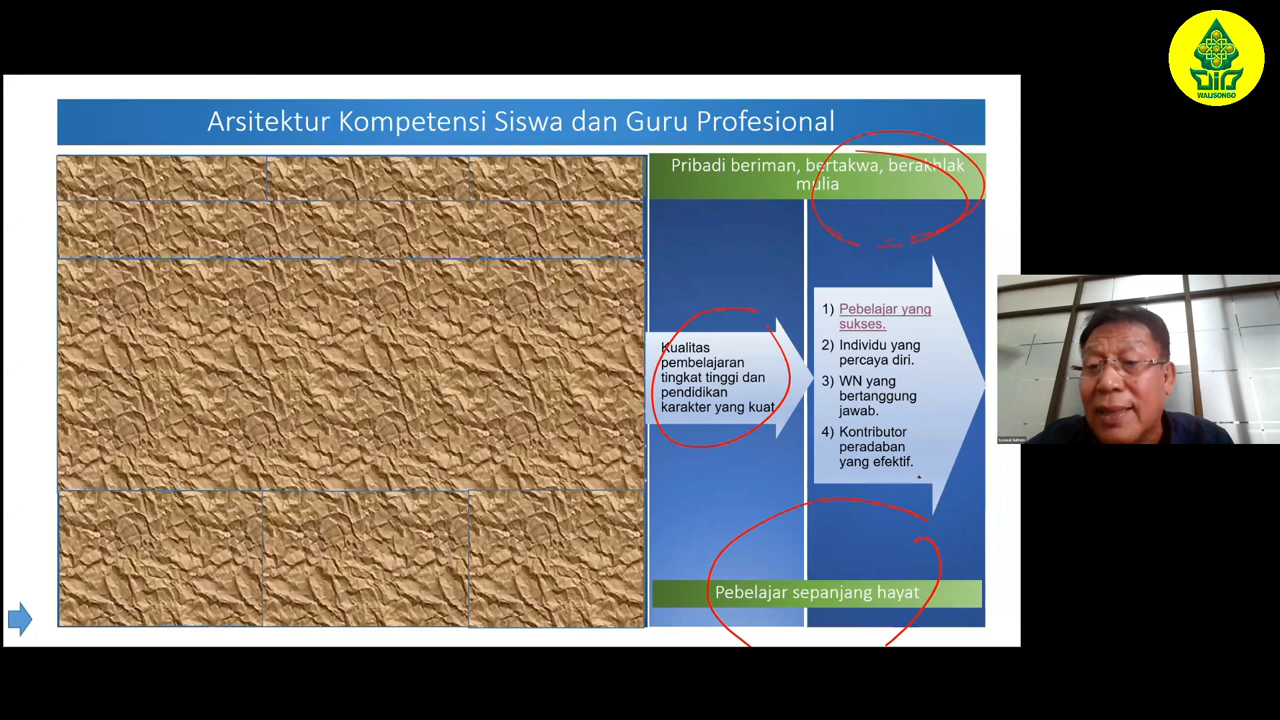 WALISONGO
Arsitektur Kompetensi Siswa dan Guru Profesional
Pribadi beriman, bertakwa, berakhlak
mulia
Kualitas
pembelajaran
tingkat tinggi dan
pendidikan
karakter yang kuat
1) Pebelajar yang
sukses.
2) Individu yang
percaya diri.
3) WN yang
bertanggung
jawab.
4) Kontributor
peradaban
yang efektif.
Pebelajar sepanjang hayat